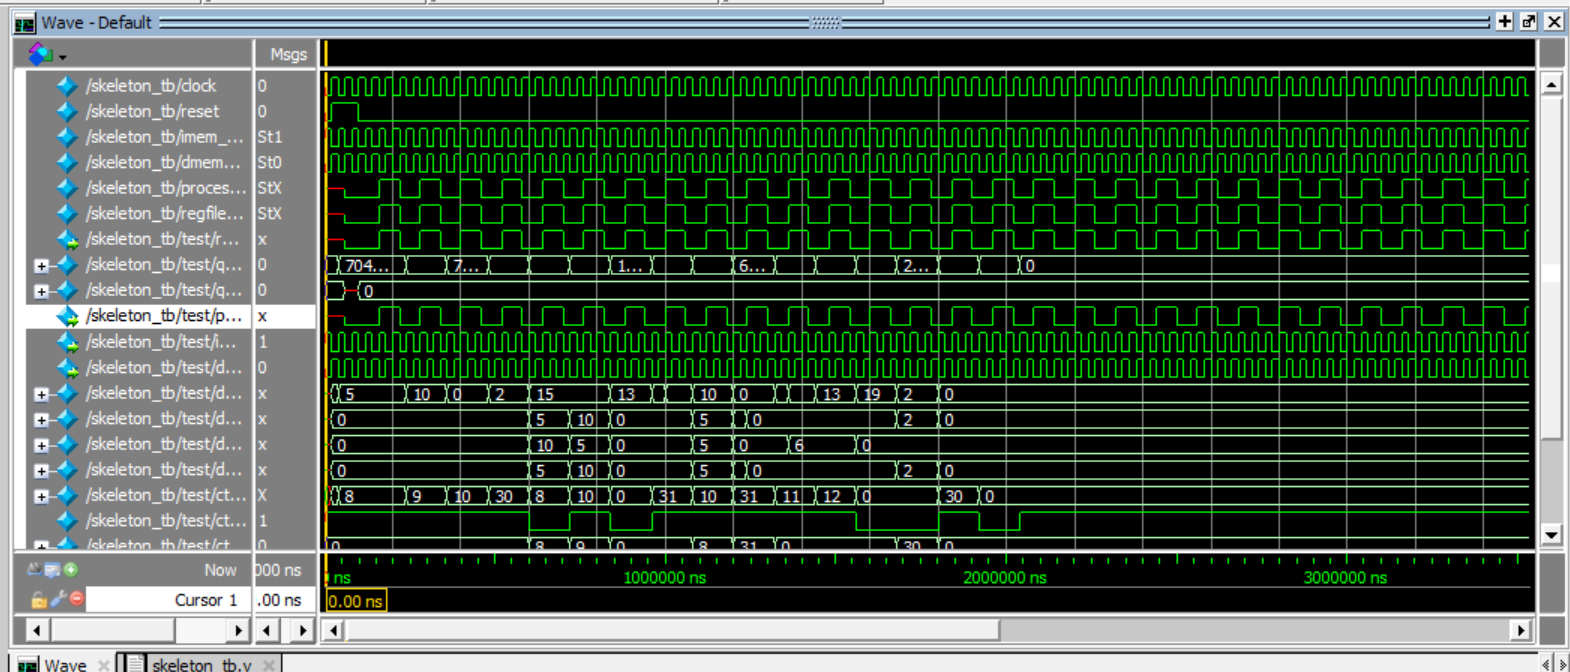 Wave - Default
Msgs
/skeleton_tb/clock 0
/skeleton_tb/reset 0
/skeleton_tb/imem_... St1
/skeleton_tb/dmem... St0
/skeleton_tb/proces... StX
/skeleton_tb/regfile... StX
/skeleton_tb/test/r... x
/skeleton_tb/test/q... 0 704... 7... 1... 6... 2... 0
/skeleton_tb/test/q... 0 0
/skeleton_tb/test/p... x
/skeleton_tb/test/i... 1
/skeleton_tb/test/d... 0
/skeleton_tb/test/d... x 5 10 0 2 15 13 10 0 13 19 2 0
/skeleton_tb/test/d... x 0 5 10 0 5 0 2 0
/skeleton_tb/test/d... x 0 10 5 0 5 0 6 0
/skeleton_tb/test/d... x 0 5 10 0 5 0 2 0
/skeleton_tb/test/ct... X 8 9 10 30 8 10 0 31 10 31 11 12 0 30 0
/skeleton_tb/test/ct... 1
/skeleton_tb/test/ct... 0 0 8 9 0 8 31 0 30 0
Now 000 ns ns 1000000 ns 2000000 ns 3000000 ns
Cursor 1 .00 ns 0.00 ns
Wave skeleton_tb.v